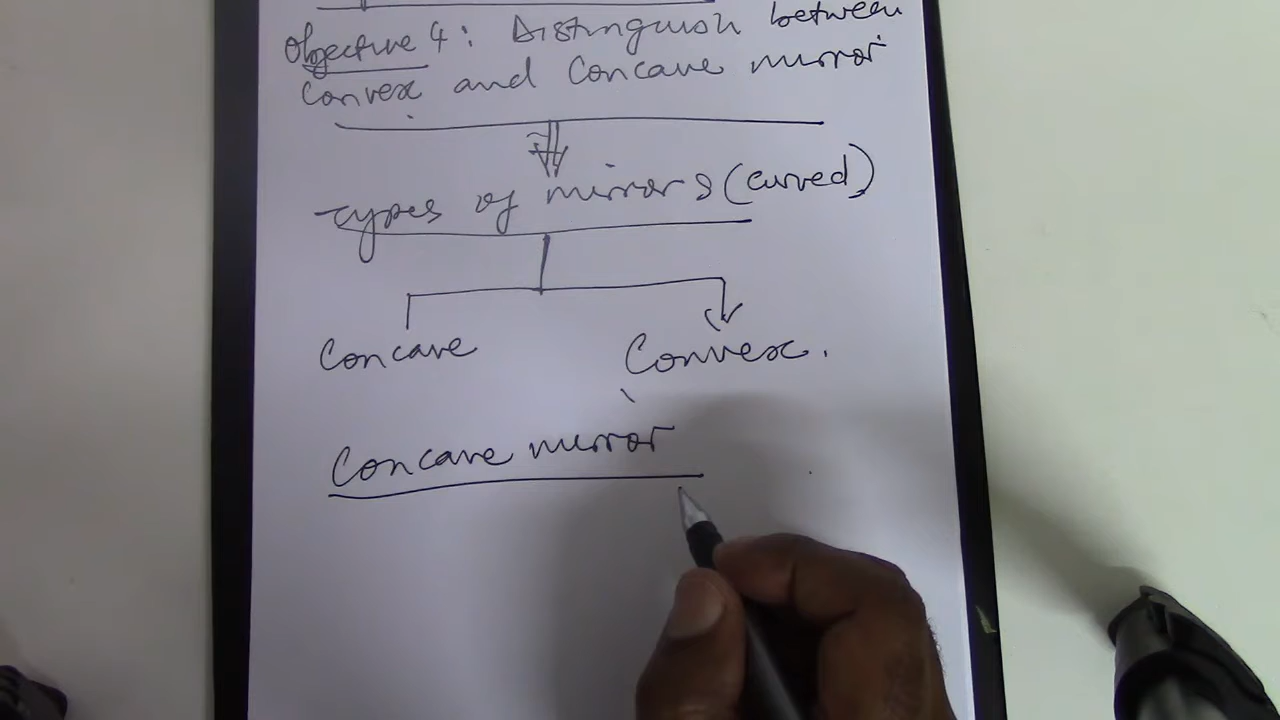 Objective 4: Distinguish between
Convex and Concave mirror
Types of mirrors (curved)
Concave
Convex.
Concave mirror